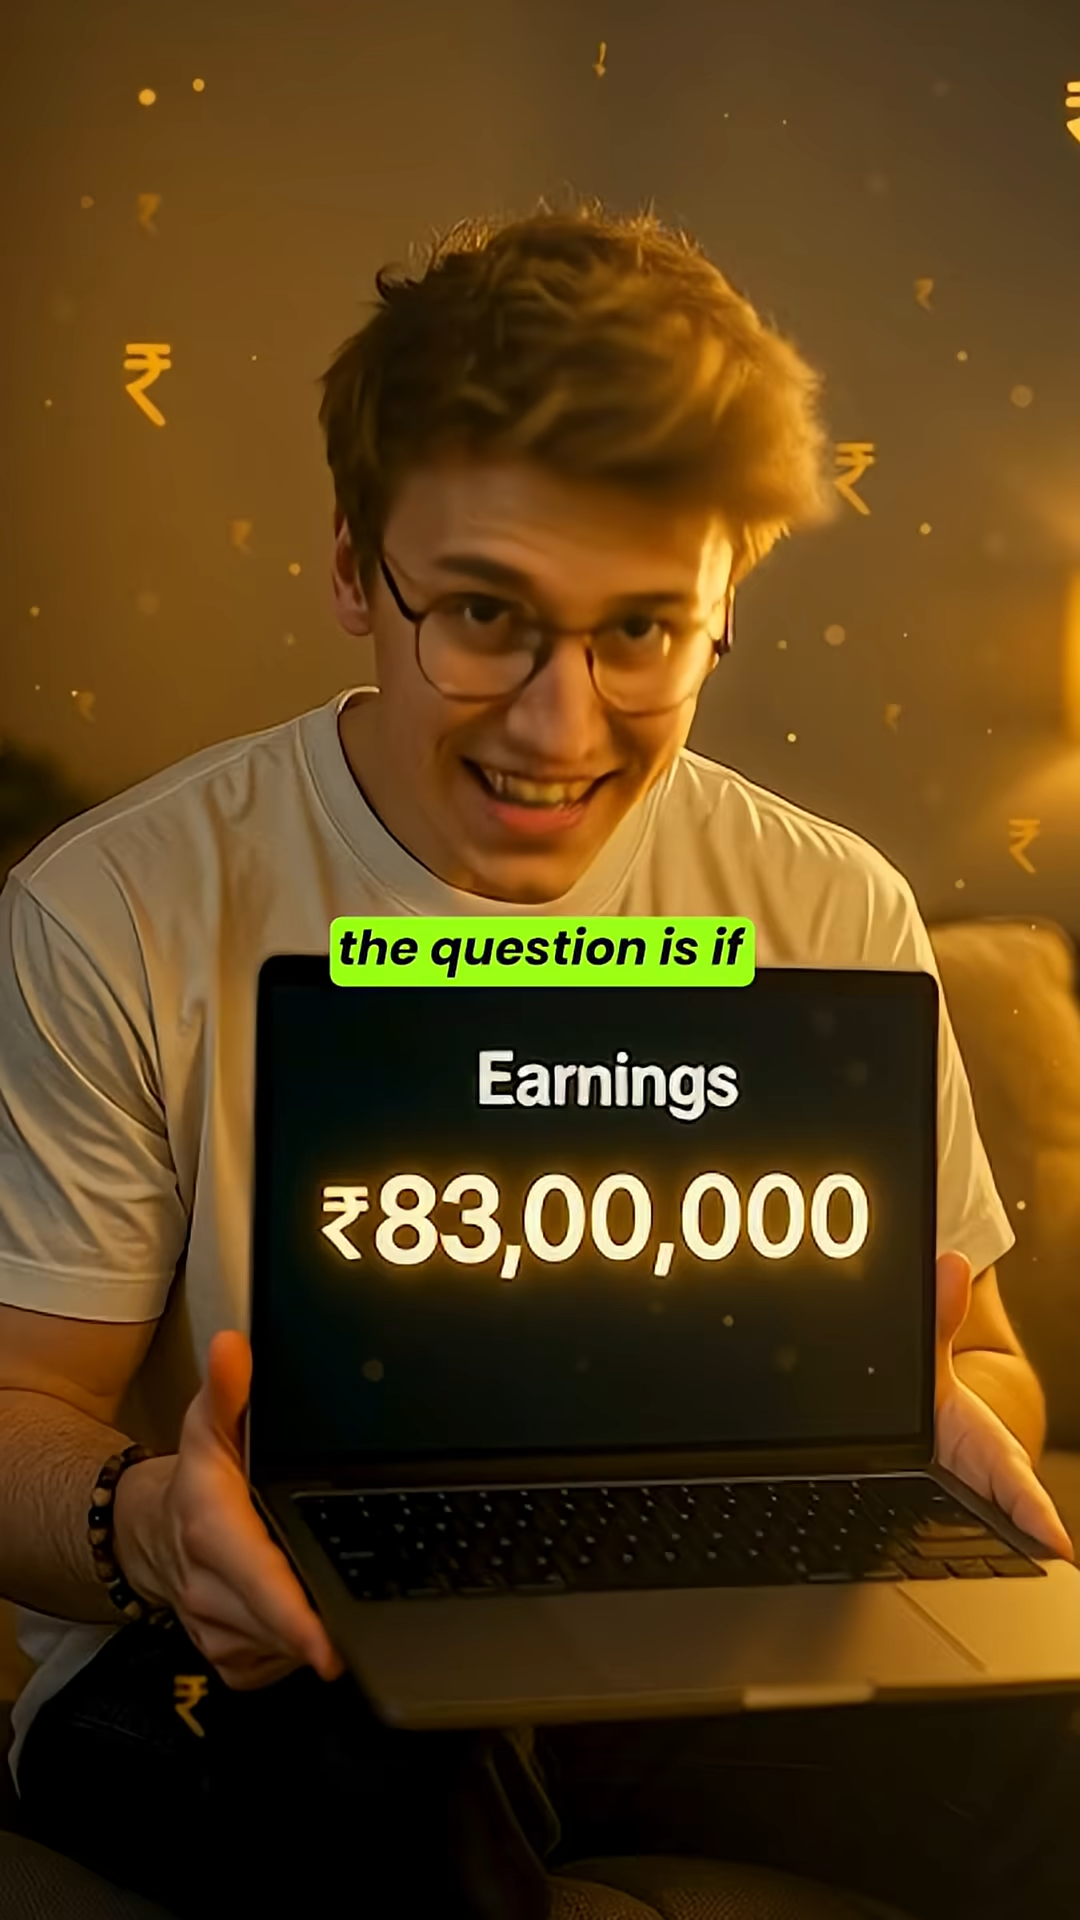 the question is if
Earnings
₹83,00,000